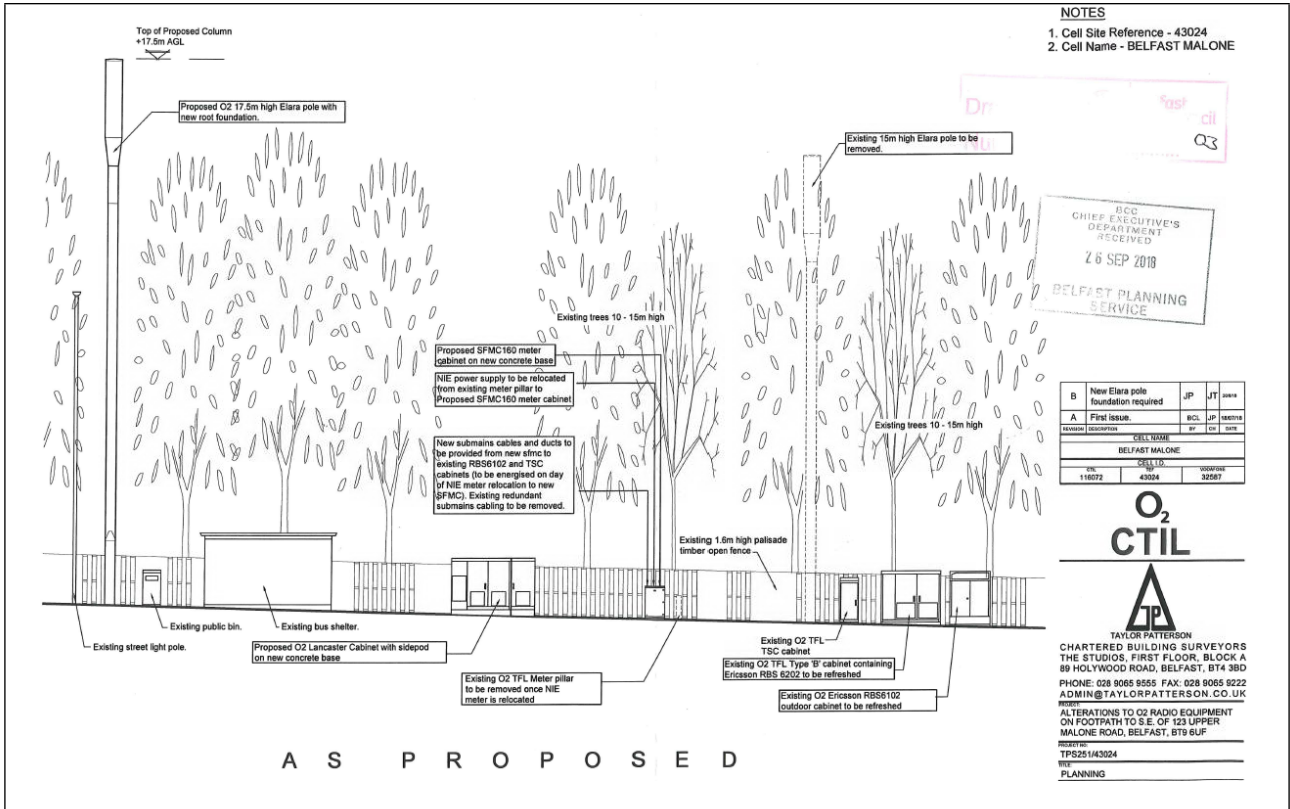 NOTES
1. Cell Site Reference - 43024
2. Cell Name - BELFAST MALONE
Top of Proposed Column
+17.5m AGL
Proposed O2 17.5m high Elara pole with
new root foundation.
Existing 15m high Elara pole to be
removed.
Q3
BCC
CHIEF EXECUTIVE'S
DEPARTMENT
RECEIVED
26 SEP 2018
BELFAST PLANNING
SERVICE
Existing trees 10 - 15m high
Proposed SFMC160 meter
cabinet on new concrete base
NIE power supply to be relocated
from existing meter pillar to
Proposed SFMC160 meter cabinet
New submains cables and ducts to
be provided from new sfmc to
existing RBS6102 and TSC
cabinets (to be energised on day
of NIE meter relocation to new
SFMC). Existing redundant
submains cabling to be removed.
Existing trees 10 - 15m high
Existing 1.6m high palisade
timber open fence
Existing street light pole.
Existing public bin.
Existing bus shelter.
Proposed O2 Lancaster Cabinet with sidepod
on new concrete base
Existing O2 TFL Meter pillar
to be removed once NIE
meter is relocated
Existing O2 TFL
TSC cabinet
Existing O2 TFL Type 'B' cabinet containing
Ericsson RBS 6202 to be refreshed
Existing O2 Ericsson RBS6102
outdoor cabinet to be refreshed
AS PROPOSED
B New Elara pole foundation required JP JT
A First issue. BCL JP
REVISION DESCRIPTION BY CH DATE
CELL NAME
BELFAST MALONE
CELL I.D.
CTIL TEF VODAFONE
116072 43024 32587
O2
CTIL
TAYLOR PATTERSON
CHARTERED BUILDING SURVEYORS
THE STUDIOS, FIRST FLOOR, BLOCK A
89 HOLYWOOD ROAD, BELFAST, BT4 3BD
PHONE: 028 9065 9555 FAX: 028 9065 9222
ADMIN@TAYLORPATTERSON.CO.UK
PROJECT:
ALTERATIONS TO O2 RADIO EQUIPMENT
ON FOOTPATH TO S.E. OF 123 UPPER
MALONE ROAD, BELFAST, BT9 6UF
PROJECT NO:
TPS251/43024
TITLE:
PLANNING